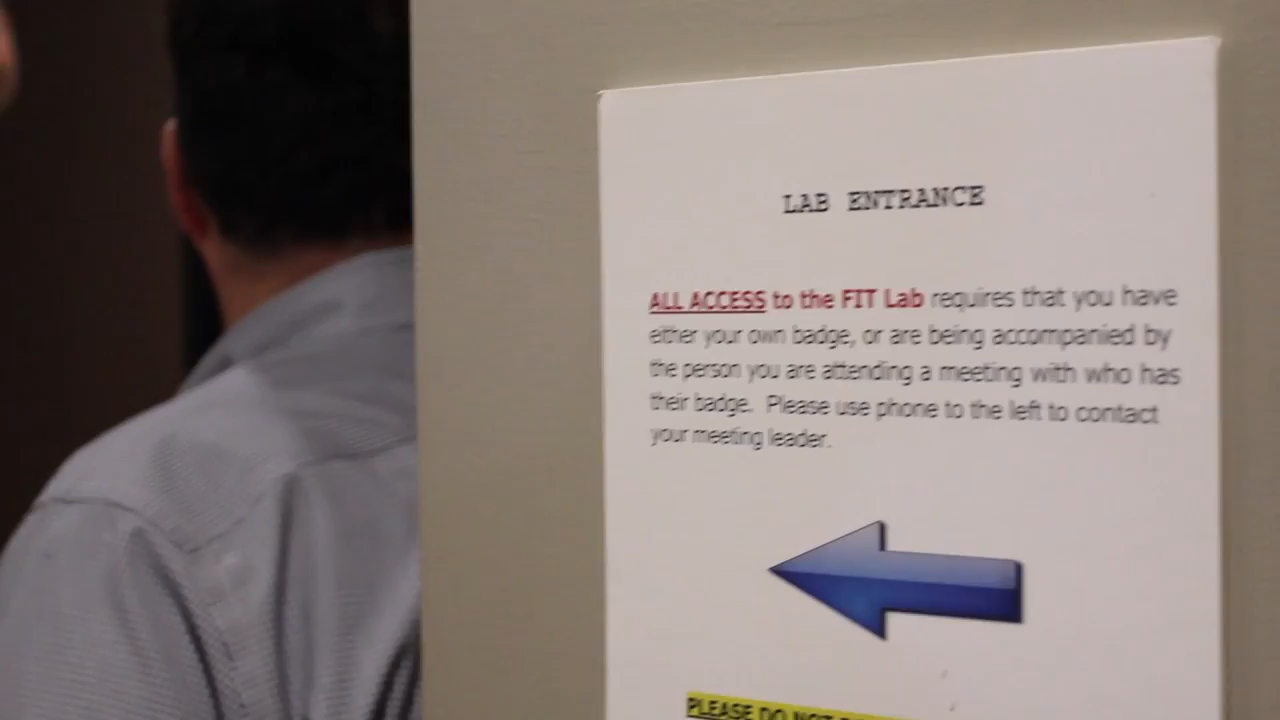 LAB ENTRANCE
ALL ACCESS to the FIT Lab requires that you have
either your own badge, or are being accompanied by
the person you are attending a meeting with who has
their badge. Please use phone to the left to contact
your meeting leader.
PLEASE DO NOT